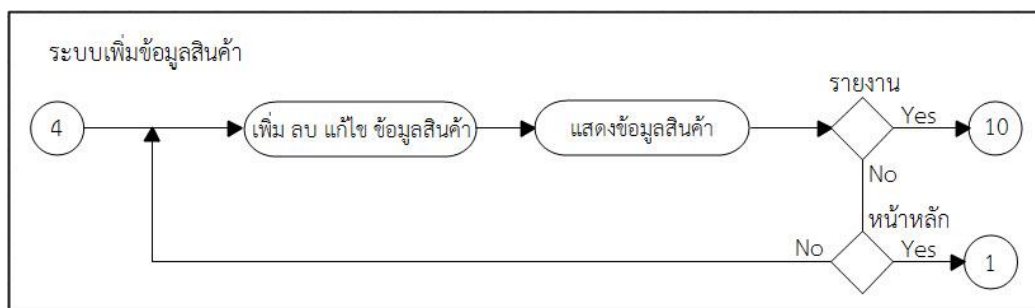 ระบบเพิ่มข้อมูลสินค้า
รายงาน
4
เพิ่ม ลบ แก้ไข ข้อมูลสินค้า
แสดงข้อมูลสินค้า
Yes
10
No
หน้าหลัก
No
Yes
1